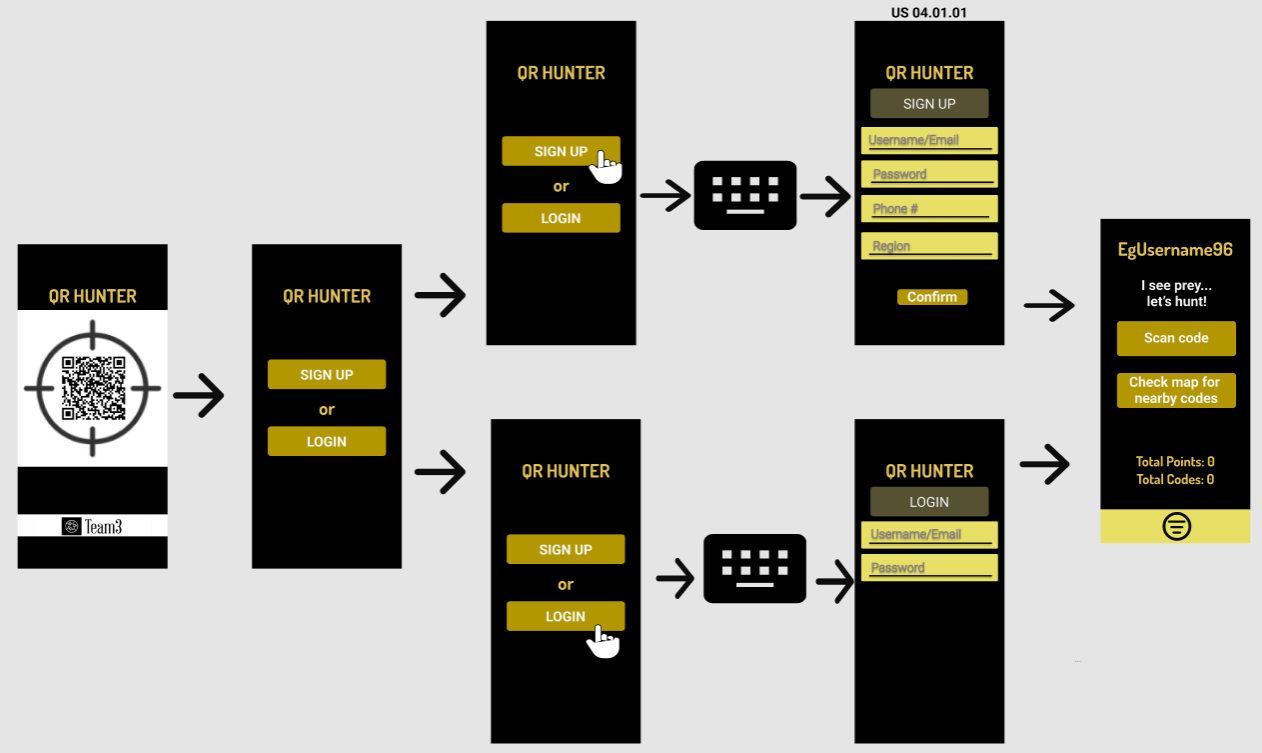 QR HUNTER
Team3
QR HUNTER
SIGN UP
or
LOGIN
QR HUNTER
SIGN UP
or
LOGIN
US 04.01.01
QR HUNTER
SIGN UP
Username/Email
Password
Phone #
Region
Confirm
QR HUNTER
SIGN UP
or
LOGIN
QR HUNTER
LOGIN
Username/Email
Password
EgUsername96
I see prey...
let's hunt!
Scan code
Check map for
nearby codes
Total Points: 0
Total Codes: 0